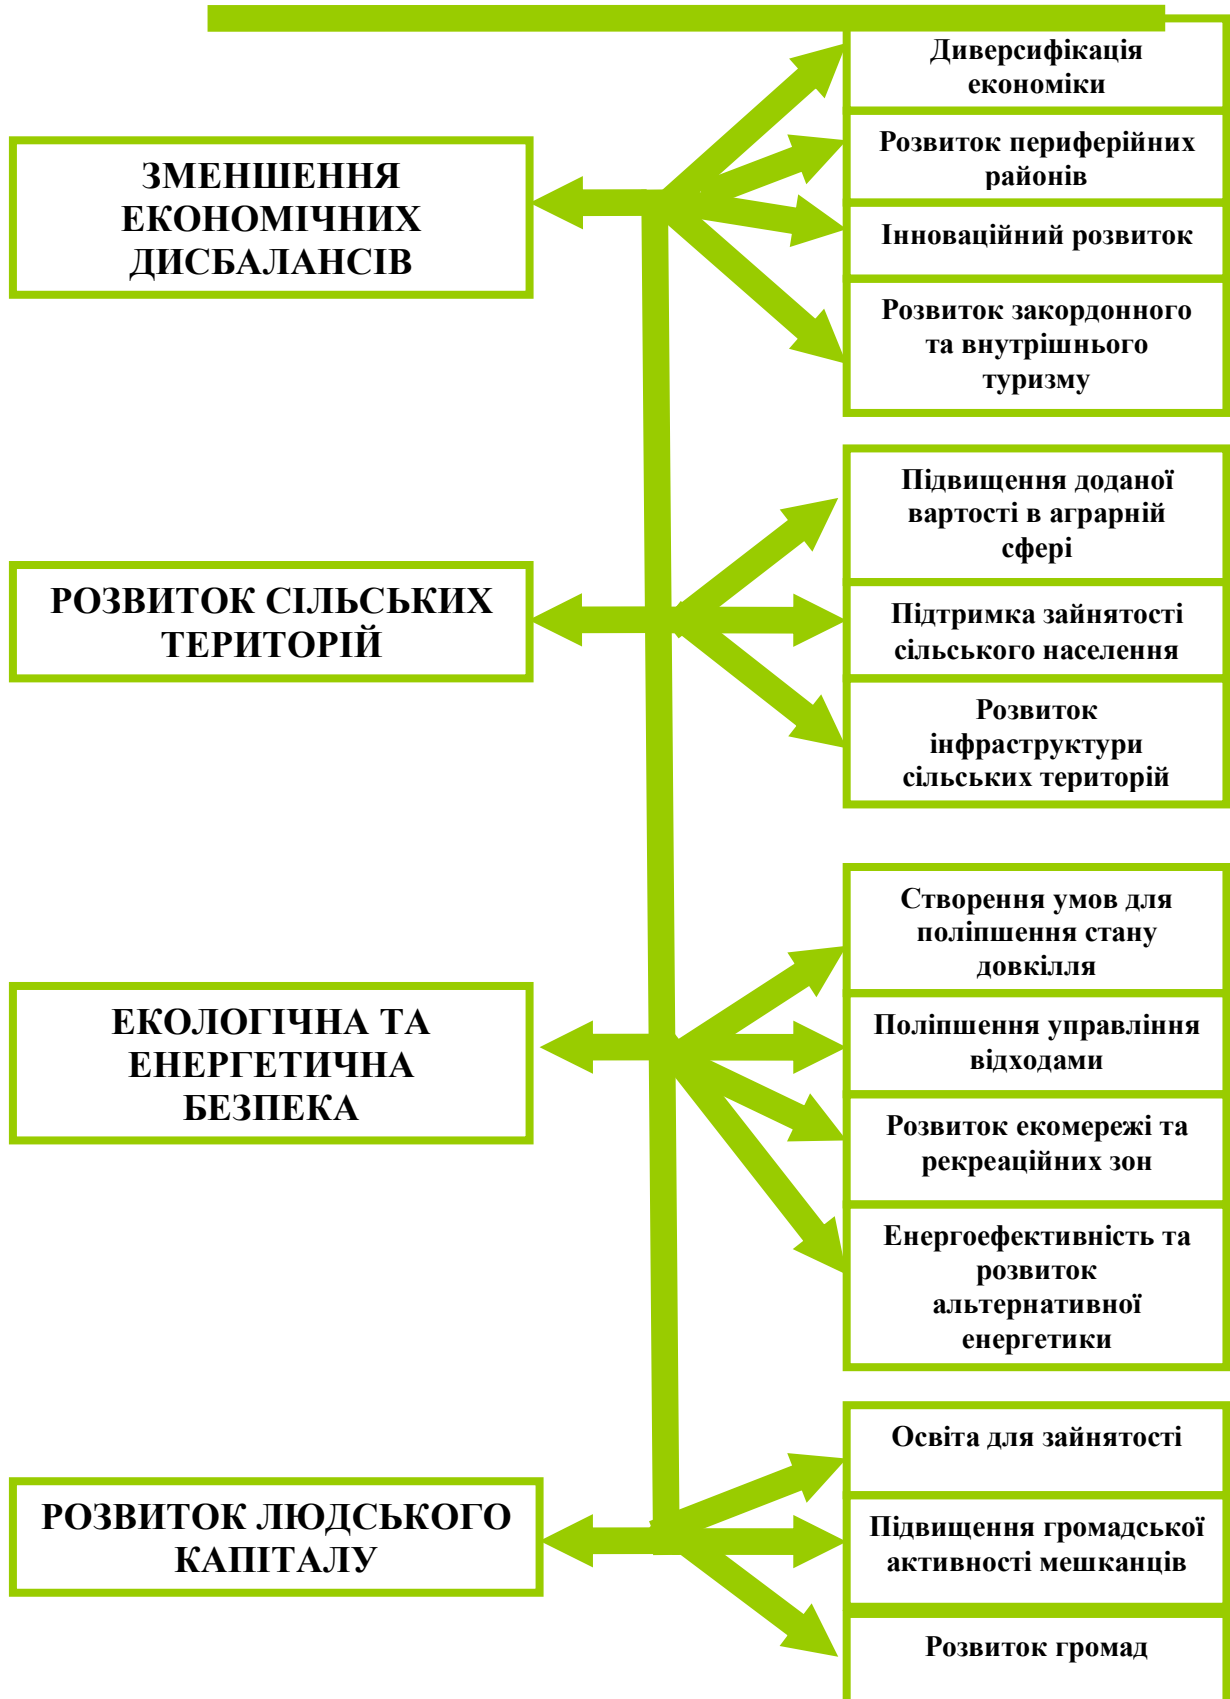 Диверсифікація
економіки
Розвиток периферійних
районів
Інноваційний розвиток
Розвиток закордонного
та внутрішнього
туризму
ЗМЕНШЕННЯ
ЕКОНОМІЧНИХ
ДИСБАЛАНСІВ
Підвищення доданої
вартості в аграрній
сфері
Підтримка зайнятості
сільського населення
Розвиток
інфраструктури
сільських територій
РОЗВИТОК СІЛЬСЬКИХ
ТЕРИТОРІЙ
Створення умов для
поліпшення стану
довкілля
Поліпшення управління
відходами
Розвиток екомережі та
рекреаційних зон
Енергоефективність та
розвиток
альтернативної
енергетики
ЕКОЛОГІЧНА ТА
ЕНЕРГЕТИЧНА
БЕЗПЕКА
Освіта для зайнятості
Підвищення громадської
активності мешканців
Розвиток громад
РОЗВИТОК ЛЮДСЬКОГО
КАПІТАЛУ